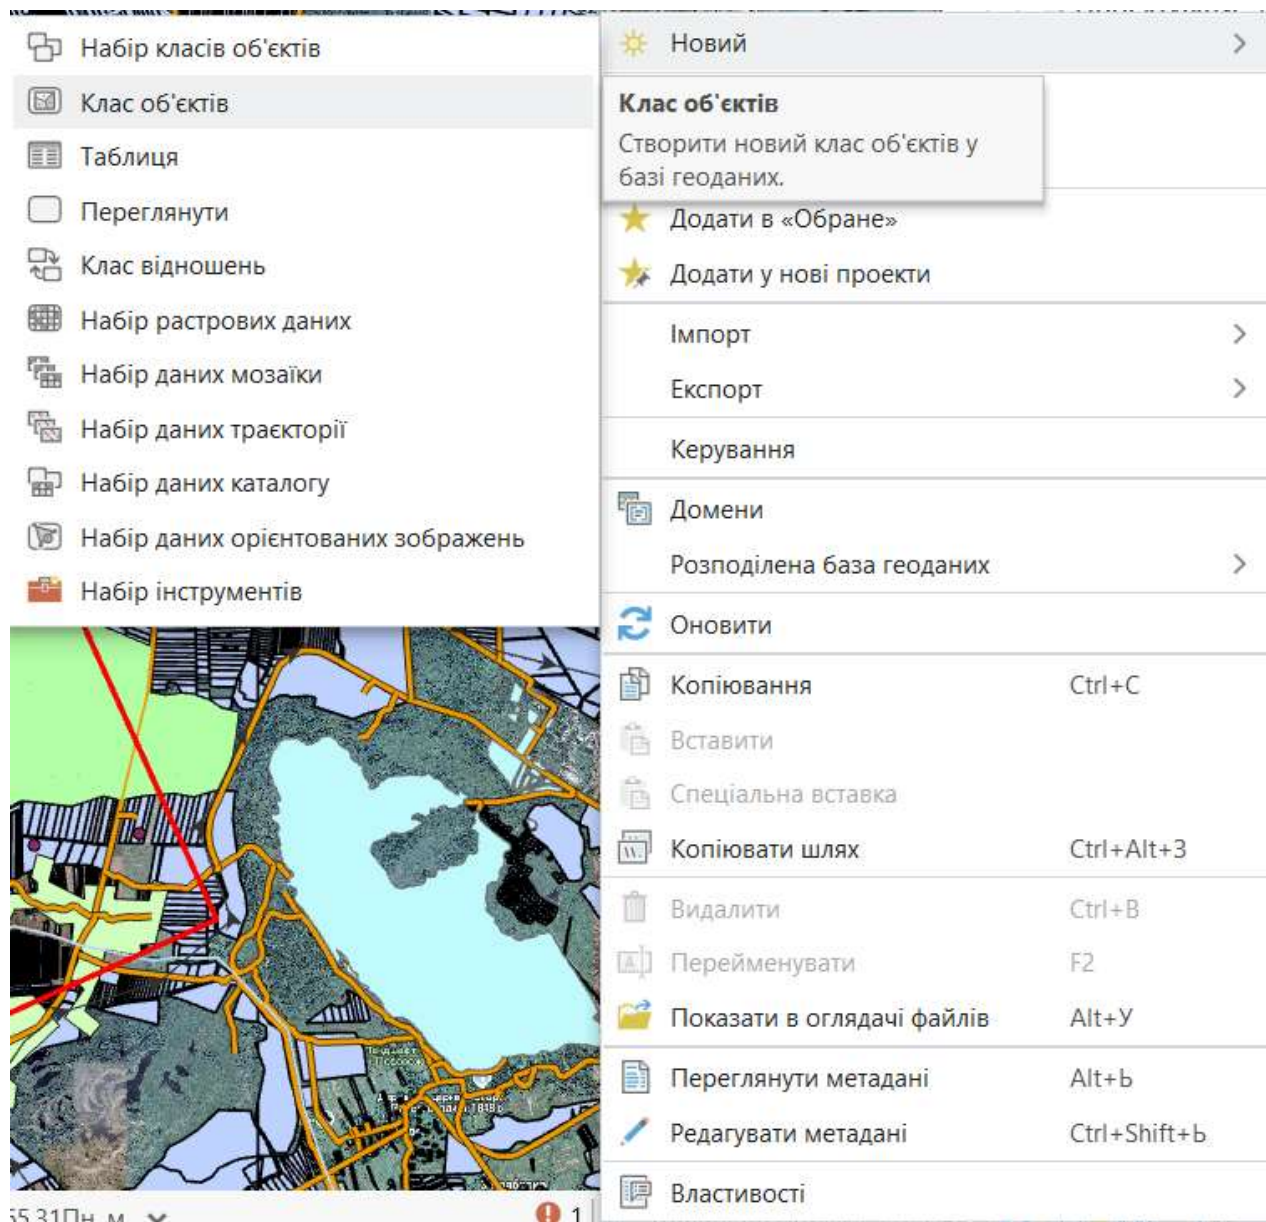 Набір класів об'єктів
Клас об'єктів
Таблиця
Переглянути
Клас відношень
Набір растрових даних
Набір даних мозаїки
Набір даних траєкторії
Набір даних каталогу
Набір даних орієнтованих зображень
Набір інструментів
Новий
Клас об'єктів
Створити новий клас об'єктів у
базі геоданих.
Додати в «Обране»
Додати у нові проекти
Імпорт
Експорт
Керування
Домени
Розподілена база геоданих
Оновити
Копіювання Ctrl+C
Вставити
Спеціальна вставка
Копіювати шлях Ctrl+Alt+З
Видалити Ctrl+В
Перейменувати F2
Показати в оглядачі файлів Alt+У
Переглянути метадані Alt+Ь
Редагувати метадані Ctrl+Shift+Ь
Властивості
1